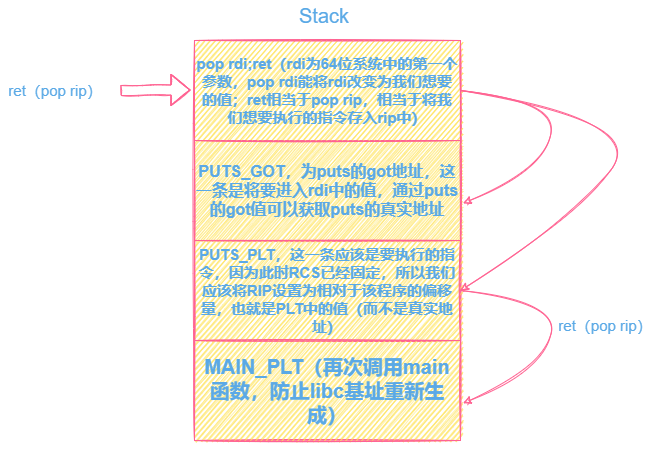 Stack
ret（pop rip）
pop rdi;ret（rdi为64位系统中的第一个
参数，pop rdi能将rdi改变为我们想要
的值；ret相当于pop rip，相当于将我
们想要执行的指令存入rip中）
PUTS_GOT，为puts的got地址，这
一条是将要进入rdi中的值，通过puts
的got值可以获取puts的真实地址
PUTS_PLT，这一条应该是要执行的指
令，因为此时RCS已经固定，所以我们
应该将RIP设置为相对于该程序的偏移
量，也就是PLT中的值（而不是真实地
址）
ret（pop rip）
MAIN_PLT（再次调用main
函数，防止libc基址重新生
成）